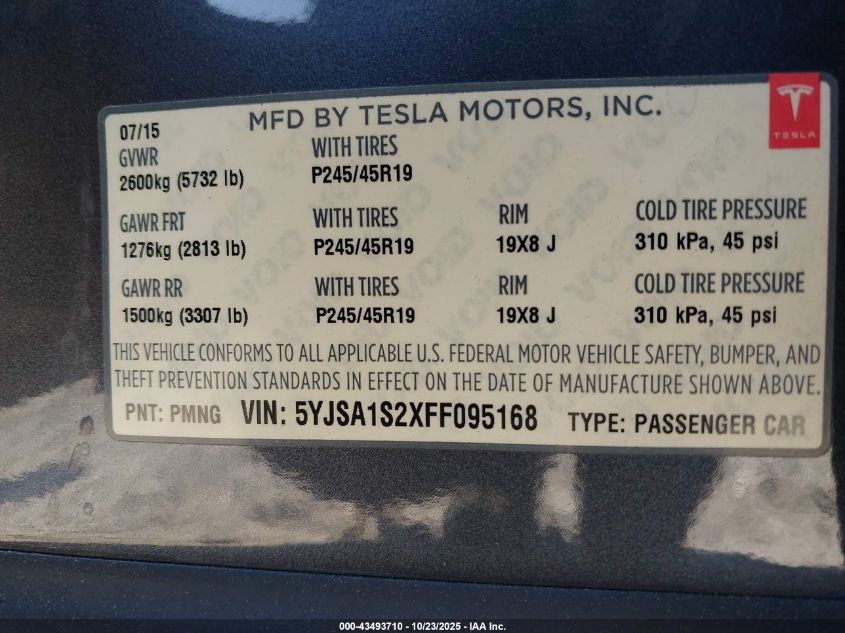 MFD BY TESLA MOTORS, INC.
TESLA
07/15
GVWR WITH TIRES
2600kg (5732 lb) P245/45R19
GAWR FRT WITH TIRES RIM COLD TIRE PRESSURE
1276kg (2813 lb) P245/45R19 19X8 J 310 kPa, 45 psi
GAWR RR WITH TIRES RIM COLD TIRE PRESSURE
1500kg (3307 lb) P245/45R19 19X8 J 310 kPa, 45 psi
THIS VEHICLE CONFORMS TO ALL APPLICABLE U.S. FEDERAL MOTOR VEHICLE SAFETY, BUMPER, AND
THEFT PREVENTION STANDARDS IN EFFECT ON THE DATE OF MANUFACTURE SHOWN ABOVE.
PNT: PMNG VIN: 5YJSA1S2XFF095168 TYPE: PASSENGER CAR
000-43493710 - 10/23/2025 - IAA Inc.